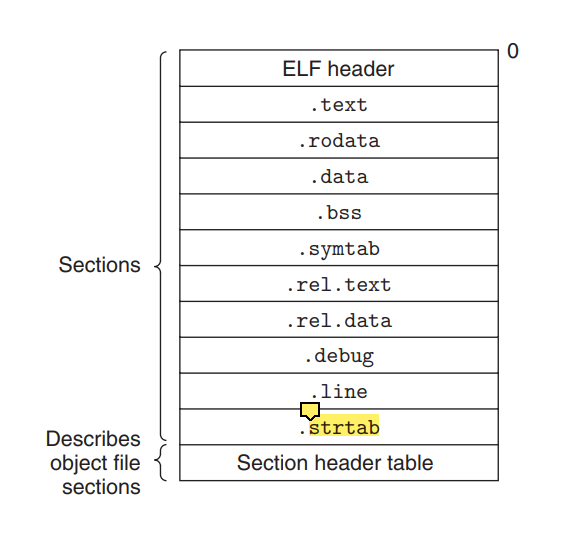 0
ELF header
.text
.rodata
.data
.bss
.symtab
Sections
.rel.text
.rel.data
.debug
.line
.strtab
Describes
object file
sections
Section header table